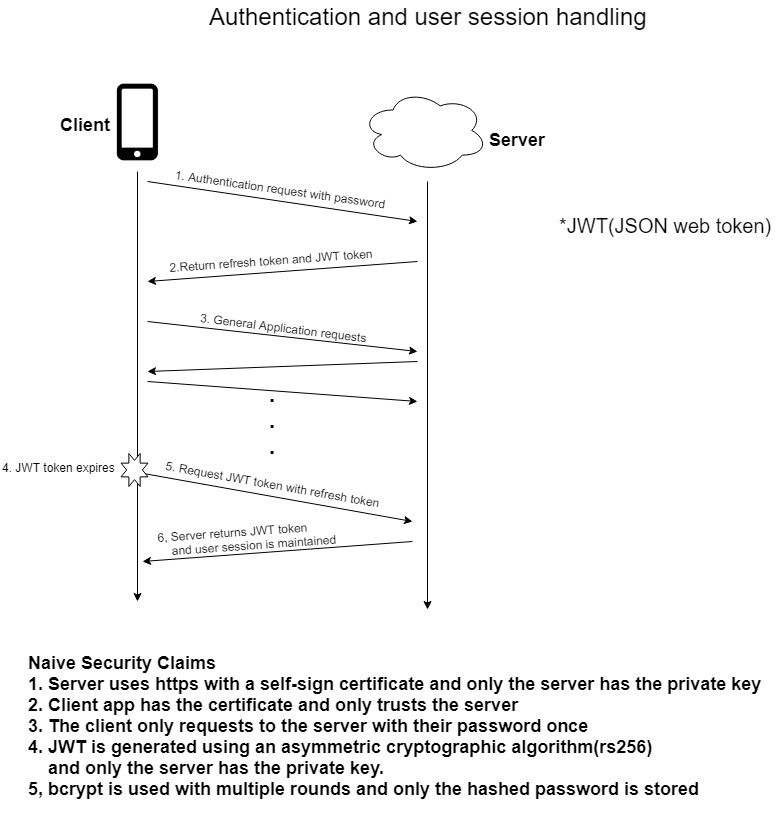 Authentication and user session handling
Client
Server
1. Authentication request with password
*JWT(JSON web token)
2.Return refresh token and JWT token
3. General Application requests
.
.
.
4. JWT token expires
5. Request JWT token with refresh token
6, Server returns JWT token
and user session is maintained
Naive Security Claims
1. Server uses https with a self-sign certificate and only the server has the private key
2. Client app has the certificate and only trusts the server
3. The client only requests to the server with their password once
4. JWT is generated using an asymmetric cryptographic algorithm(rs256)
and only the server has the private key.
5, bcrypt is used with multiple rounds and only the hashed password is stored